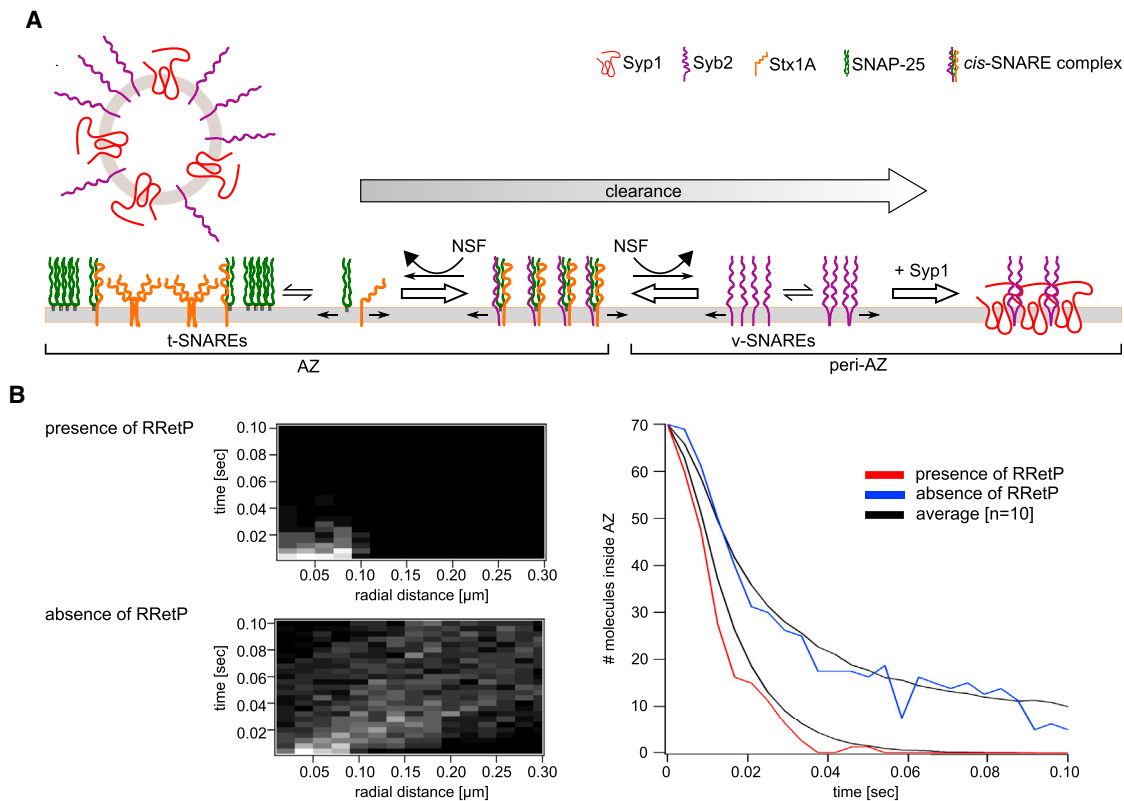 A
Syp1
Syb2
Stx1A
SNAP-25
cis-SNARE complex
clearance
NSF
NSF
+ Syp1
t-SNAREs
v-SNAREs
AZ
peri-AZ
B
presence of RRetP
time [sec]
0.10
0.08
0.06
0.04
0.02
0.05 0.10 0.15 0.20 0.25 0.30
radial distance [µm]
absence of RRetP
time [sec]
0.10
0.08
0.06
0.04
0.02
0.05 0.10 0.15 0.20 0.25 0.30
radial distance [µm]
# molecules inside AZ
70
60
50
40
30
20
10
0
presence of RRetP
absence of RRetP
average [n=10]
0 0.02 0.04 0.06 0.08 0.10
time [sec]